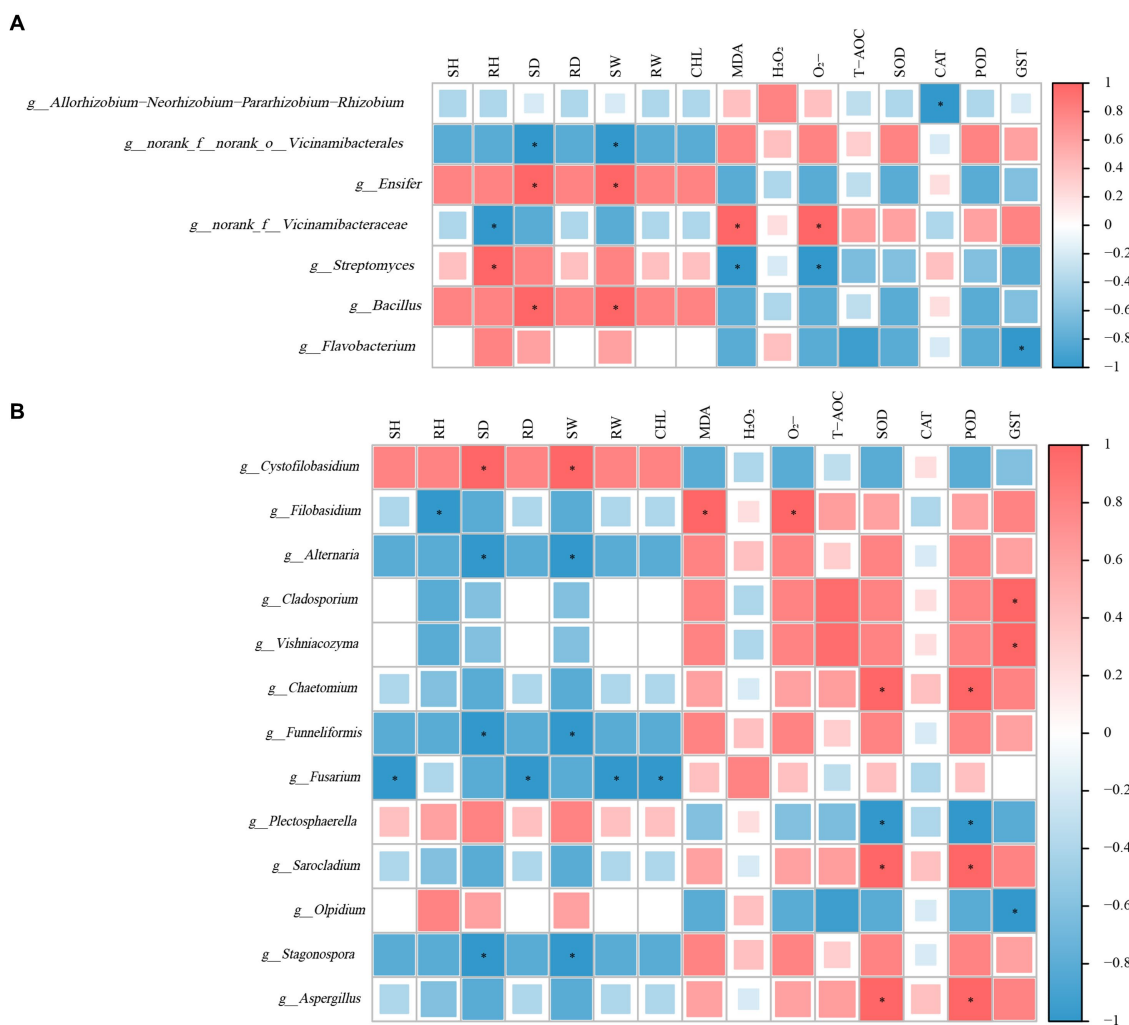 A
SH RH SD RD SW RW CHL MDA H₂O₂ O₂− T−AOC SOD CAT POD GST
g__Allorhizobium−Neorhizobium−Pararhizobium−Rhizobium
*
g__norank_f__norank_o__Vicinamibacterales
* *
g__Ensifer
* *
g__norank_f__Vicinamibacteraceae
* * *
g__Streptomyces
* * *
g__Bacillus
* *
g__Flavobacterium
*
1
0.8
0.6
0.4
0.2
0
−0.2
−0.4
−0.6
−0.8
−1
B
SH RH SD RD SW RW CHL MDA H₂O₂ O₂− T−AOC SOD CAT POD GST
g__Cystofilobasidium
* *
g__Filobasidium
* * *
g__Alternaria
* *
g__Cladosporium
*
g__Vishniacozyma
*
g__Chaetomium
* *
g__Funneliformis
* *
g__Fusarium
* * * *
g__Plectosphaerella
* *
g__Sarocladium
* *
g__Olpidium
*
g__Stagonospora
* *
g__Aspergillus
* *
1
0.8
0.6
0.4
0.2
0
−0.2
−0.4
−0.6
−0.8
−1